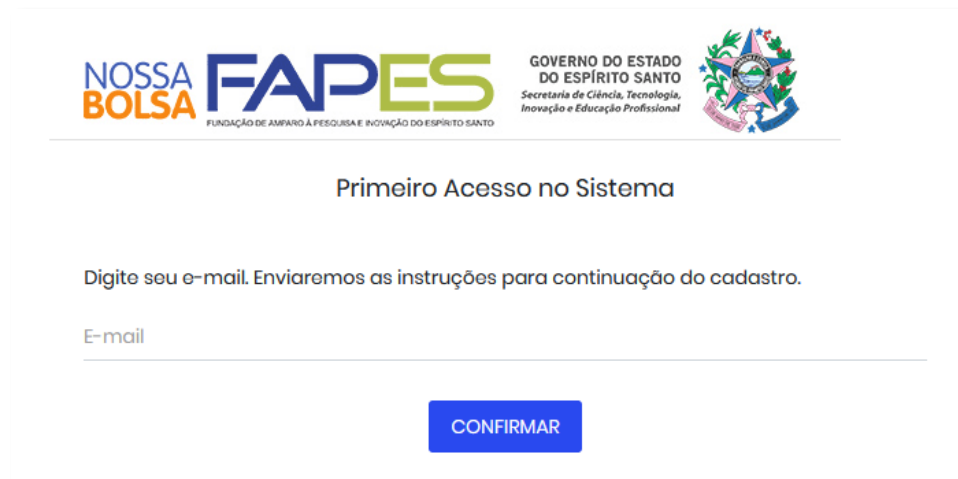 NOSSA
BOLSA
FAPES
FUNDAÇÃO DE AMPARO À PESQUISA E INOVAÇÃO DO ESPÍRITO SANTO
GOVERNO DO ESTADO
DO ESPÍRITO SANTO
Secretaria de Ciência, Tecnologia,
Inovação e Educação Profissional
Primeiro Acesso no Sistema
Digite seu e-mail. Enviaremos as instruções para continuação do cadastro.
E-mail
CONFIRMAR